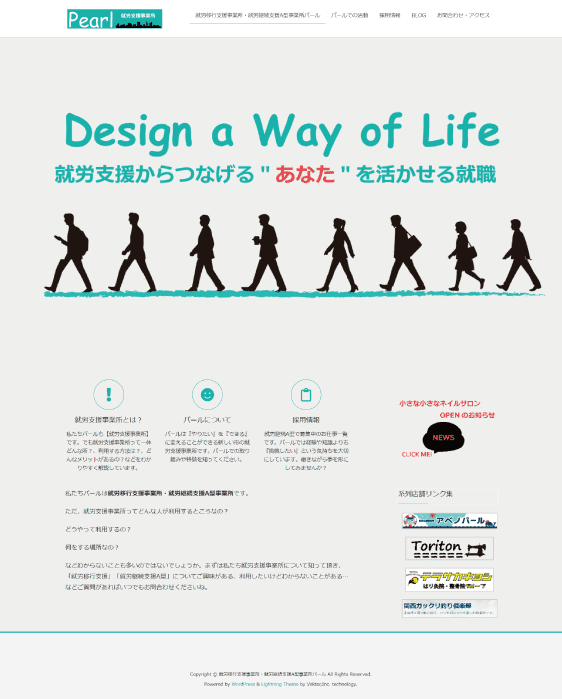 Pearl 就労支援事業所
就労移行支援事業所・就労継続支援A型事業所パール パールでの活動 採用情報 BLOG お問合わせ・アクセス
Design a Way of Life
就労支援からつなげる "あなた" を活かせる就職
就労支援事業所とは？
私たちパールも【就労支援事業所】です。でも就労支援事業所って一体どんな所？、利用する方法は？、どんなメリットがあるの？などをわかりやすく解説しています。
パールについて
パールは『やりたい』を『できる』に変えることができる新しい形の就労支援事業所です。パールでの取り組みや特徴を知ってください。
採用情報
就労継続A型で募集中のお仕事一覧です。パールでは経験や知識よりも『挑戦したい』という気持ちを大切にしています。働きながら夢を形にしてみませんか？
小さな小さなネイルサロン
OPEN のお知らせ
NEWS
CLICK ME!
私たちパールは就労移行支援事業所・就労継続支援A型事業所です。
ただ、就労支援事業所ってどんな人が利用するところなの？
どうやって利用するの？
何をする場所なの？
などとわからないことも多いのではないでしょうか。まずは私たち就労支援事業所について知って頂き、
「就労移行支援」「就労継続支援A型」についてご興味がある、利用したいけどわからないことがある…
などご質問があればいつでもお問合わせくださいね。
系列店舗リンク集
アベノパール
Toriton
テラサカキヨシ
はり灸院・整骨院グループ
関西ガックリ釣り倶楽部
Copyright © 就労移行支援事業所・就労継続支援A型事業所パール All Rights Reserved.
Powered by WordPress & Lightning Theme by Vektor,Inc. technology.